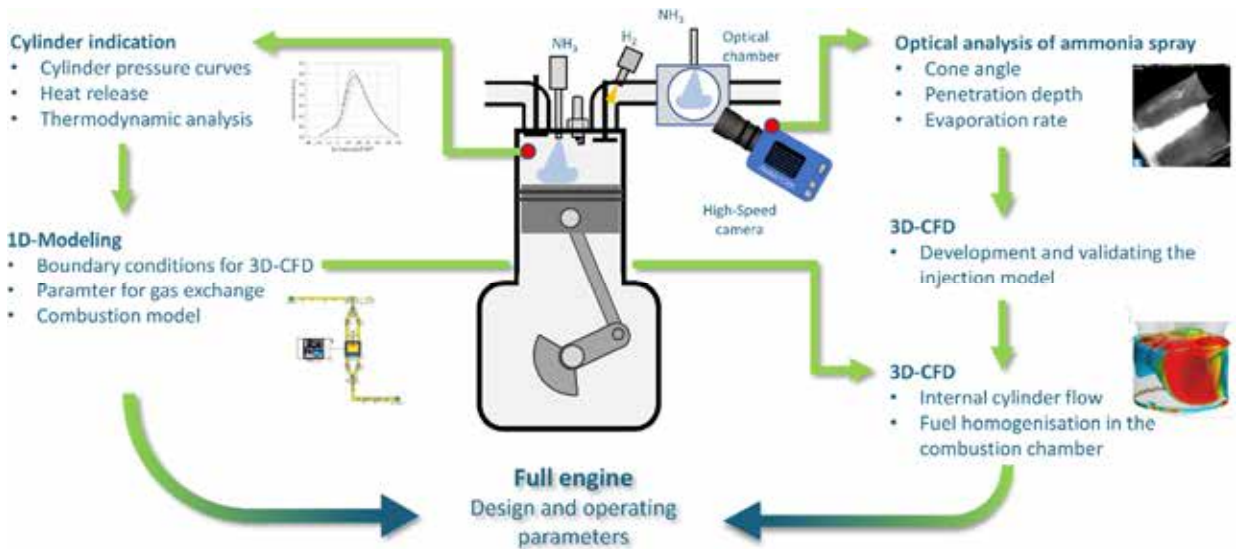 Cylinder indication
• Cylinder pressure curves
• Heat release
• Thermodynamic analysis
1D-Modeling
• Boundary conditions for 3D-CFD
• Paramter for gas exchange
• Combustion model
NH₃
H₂
NH₃
Optical
chamber
High-Speed
camera
Optical analysis of ammonia spray
• Cone angle
• Penetration depth
• Evaporation rate
3D-CFD
• Development and validating the
injection model
3D-CFD
• Internal cylinder flow
• Fuel homogenisation in the
combustion chamber
Full engine
Design and operating
parameters